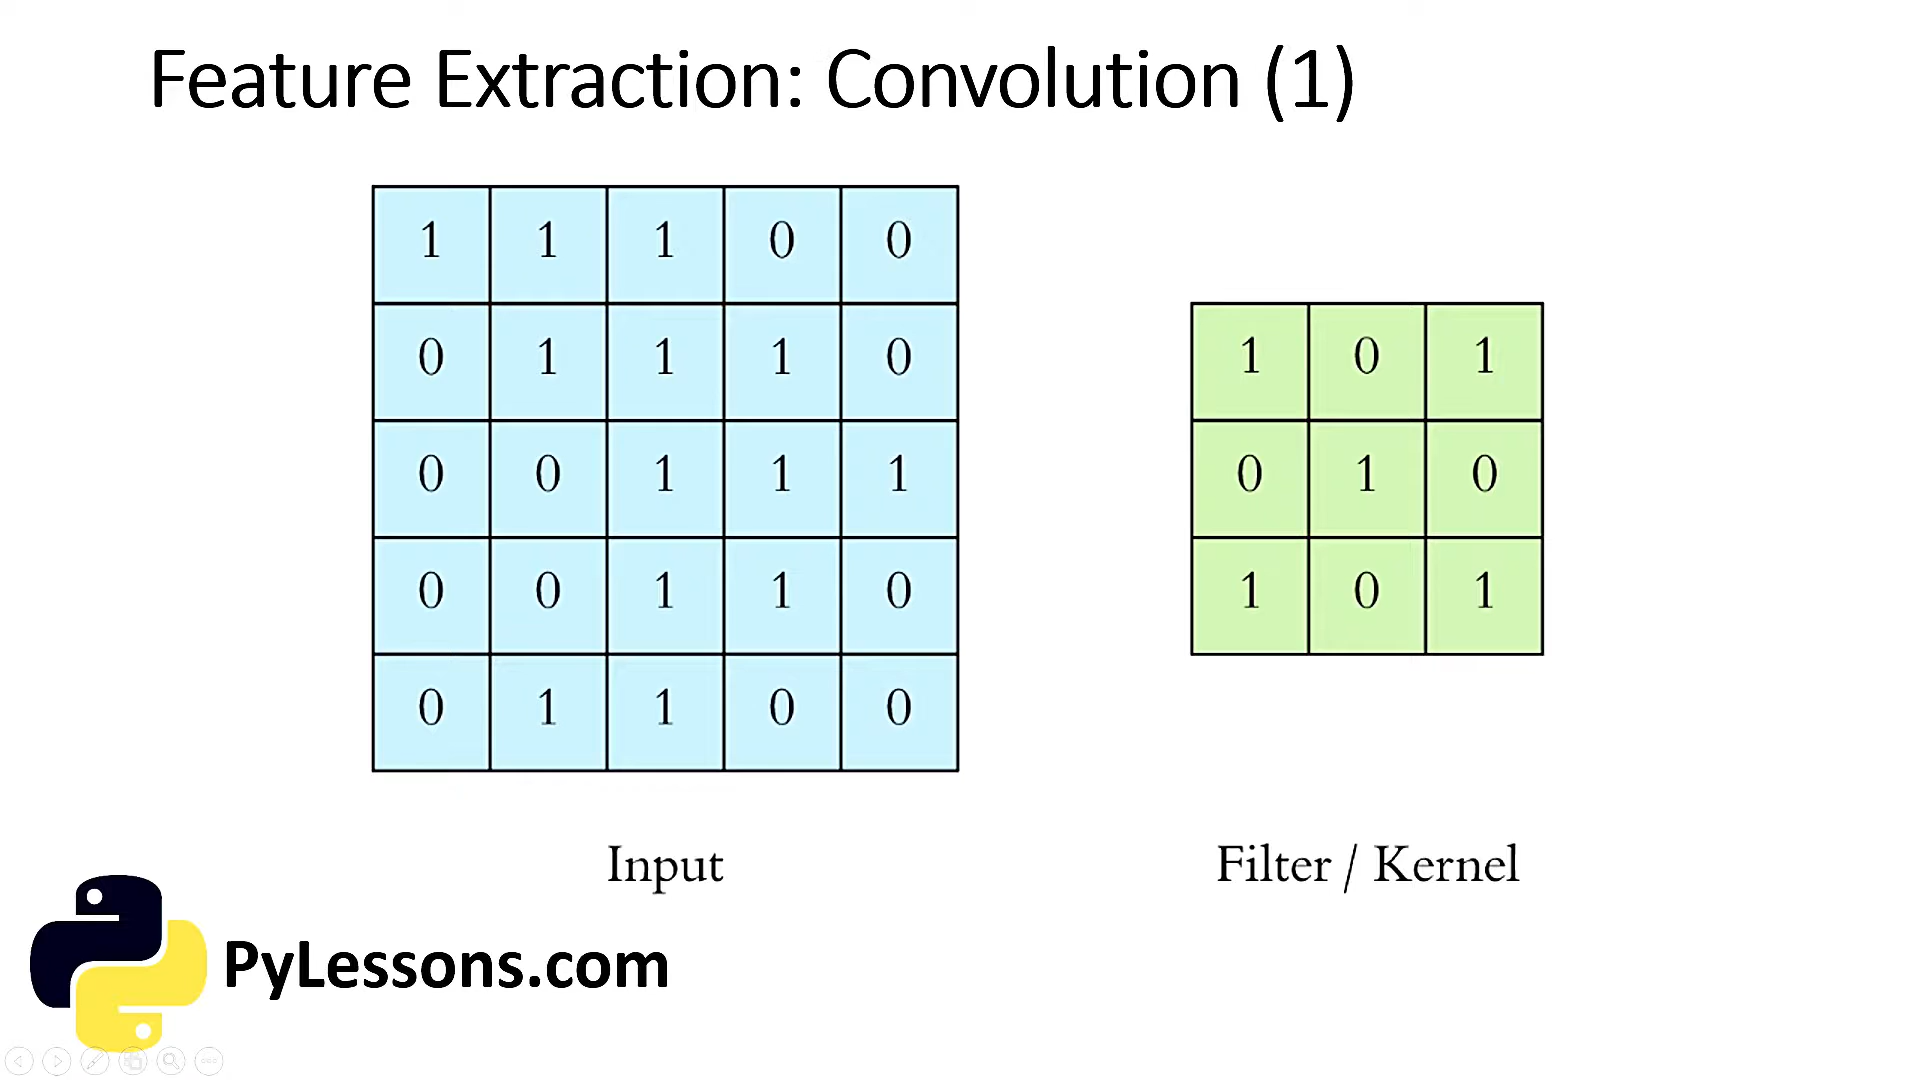 Feature Extraction: Convolution (1)
1 1 1 0 0
0 1 1 1 0
0 0 1 1 1
0 0 1 1 0
0 1 1 0 0
1 0 1
0 1 0
1 0 1
Input
Filter / Kernel
PyLessons.com